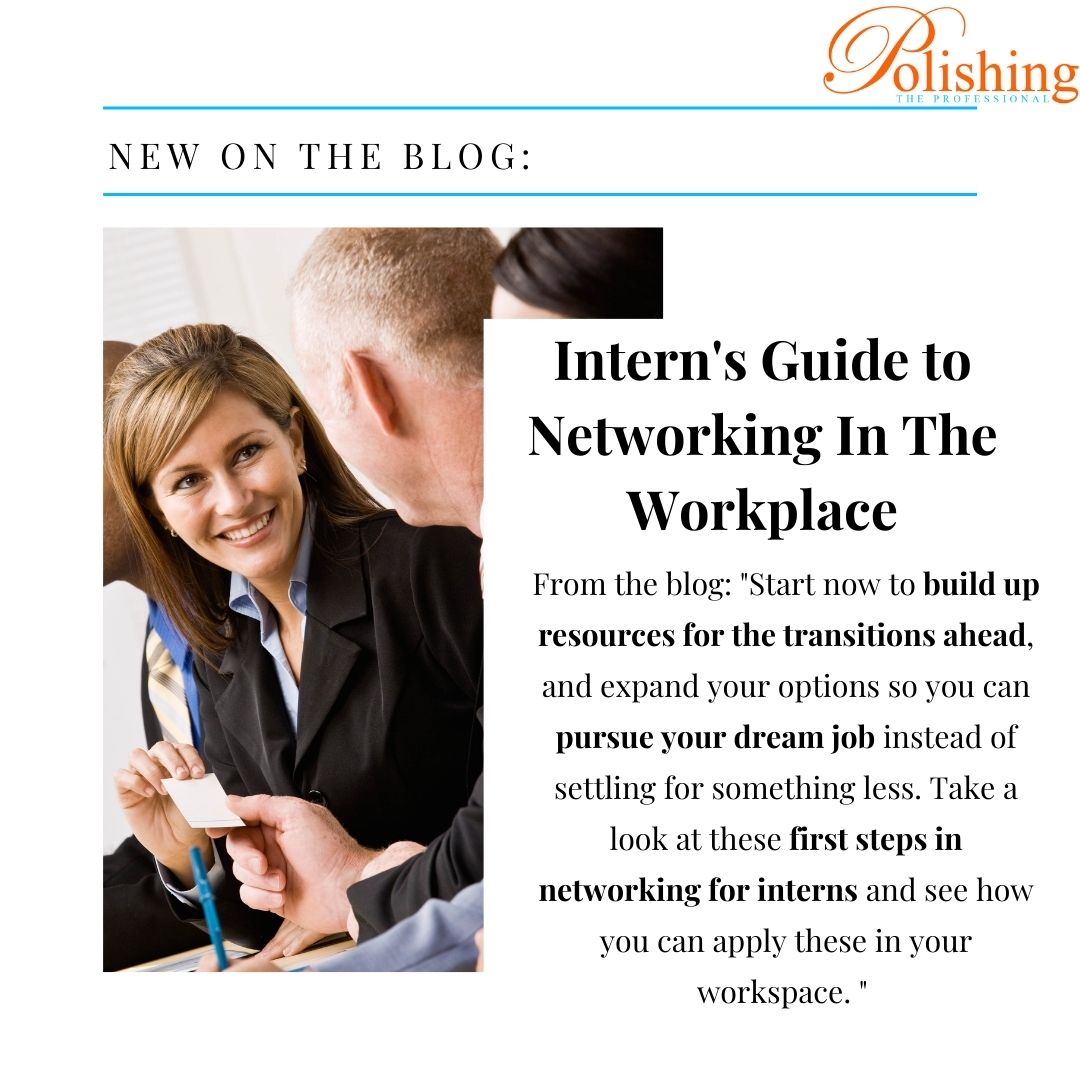 Polishing
THE PROFESSIONAL
NEW ON THE BLOG:
Intern's Guide to
Networking In The
Workplace
From the blog: "Start now to build up
resources for the transitions ahead,
and expand your options so you can
pursue your dream job instead of
settling for something less. Take a
look at these first steps in
networking for interns and see how
you can apply these in your
workspace. "